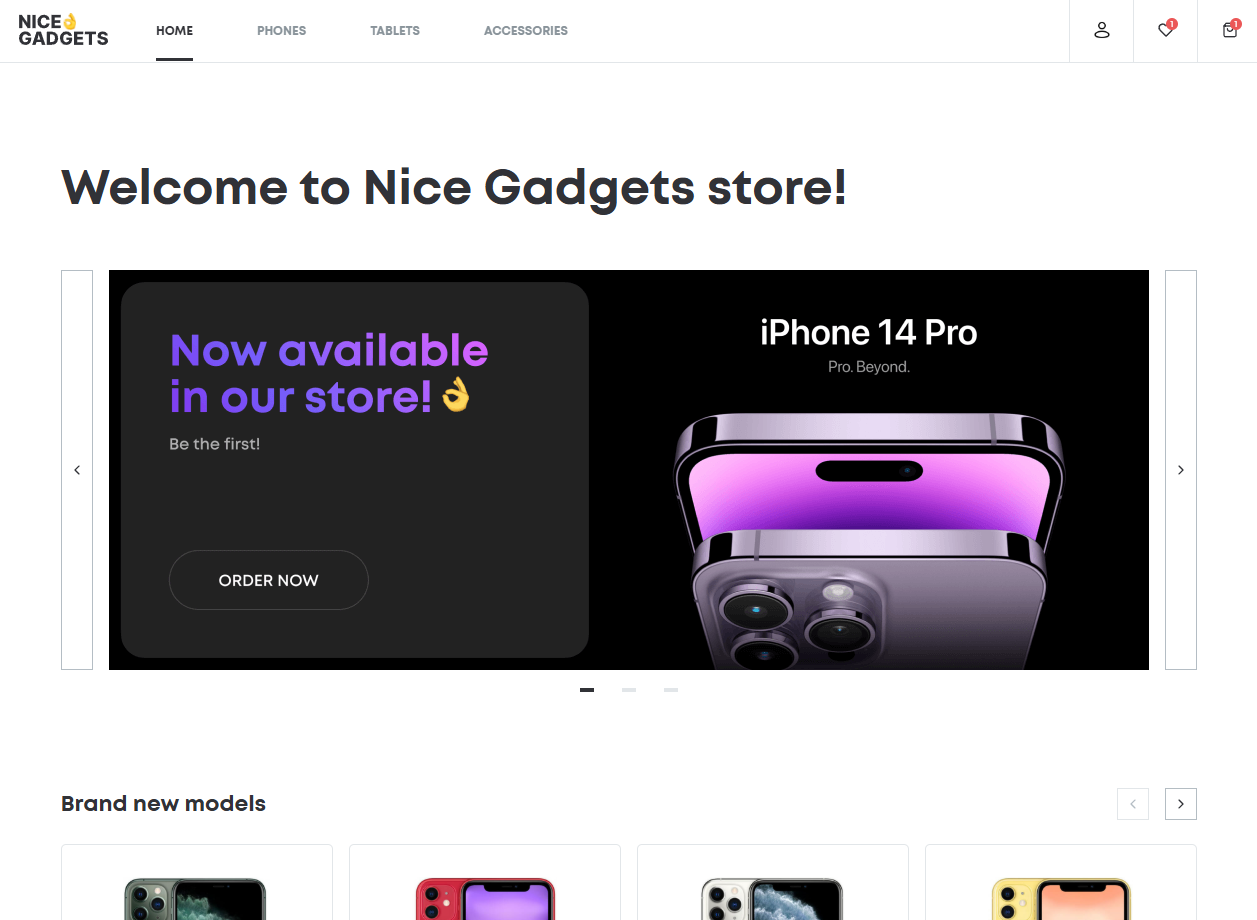 NICE👌
GADGETS
HOME
PHONES
TABLETS
ACCESSORIES
1
1
Welcome to Nice Gadgets store!
Now available
in our store!👌
Be the first!
ORDER NOW
iPhone 14 Pro
Pro. Beyond.
Brand new models